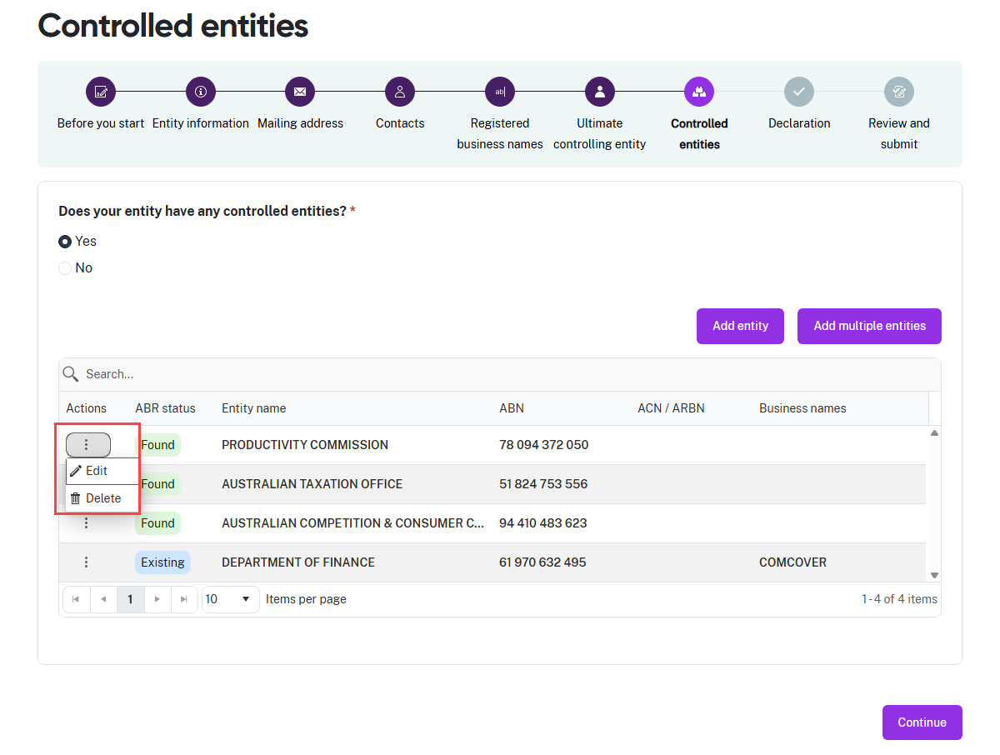 Controlled entities
Before you start
Entity information
Mailing address
Contacts
Registered
business names
Ultimate
controlling entity
Controlled
entities
Declaration
Review and
submit
Does your entity have any controlled entities? *
Yes
No
Add entity
Add multiple entities
Search...
Actions ABR status Entity name ABN ACN / ARBN Business names
Found PRODUCTIVITY COMMISSION 78 094 372 050
Edit
Found AUSTRALIAN TAXATION OFFICE 51 824 753 556
Delete
Found AUSTRALIAN COMPETITION & CONSUMER C... 94 410 483 623
Existing DEPARTMENT OF FINANCE 61 970 632 495 COMCOVER
1 10 Items per page 1 - 4 of 4 items
Continue